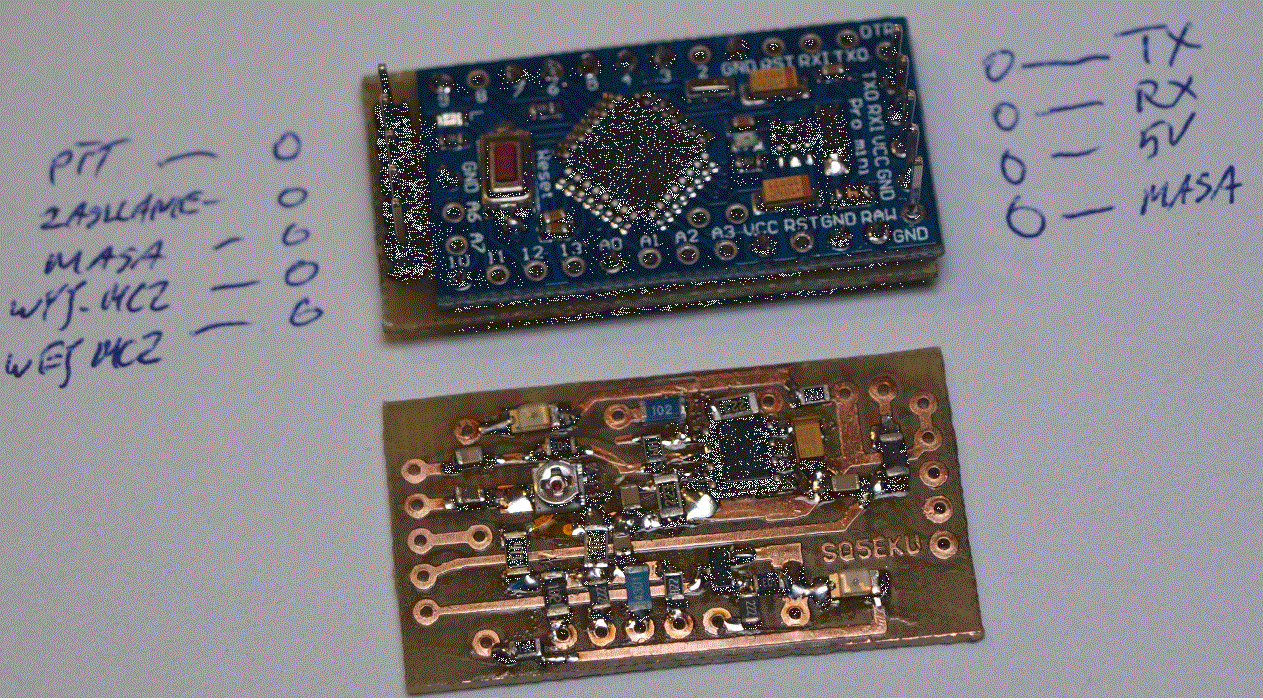 PTT
ZASILANIE
MASA
WYJ. MCZ
WEJ MCZ
TX
RX
5V
MASA
DTR
GND RST RXI TXO
TXO RXI VCC GND
Pro mini
9 8 7 6 5 4 3 2
L
Reset
GND A6 A7
10 11 12 13 A0 A1 A2 A3 VCC RST GND RAW
GND
102
SQ5EKU